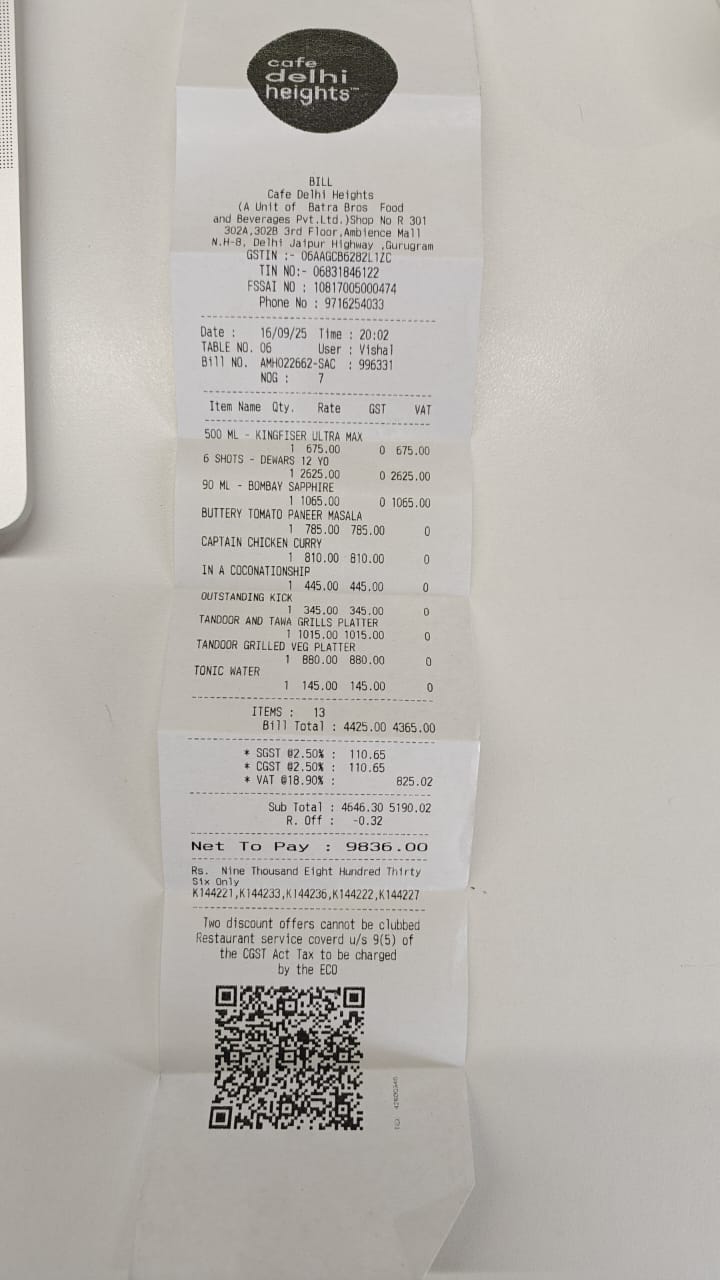 cafe
delhi
heights™
BILL
Cafe Delhi Heights
(A Unit of Batra Bros Food
and Beverages Pvt.Ltd.)Shop No R 301
302A,302B 3rd Floor,Ambience Mall
N.H-8, Delhi Jaipur Highway ,Gurugram
GSTIN :- 06AAGCB6282L1ZC
TIN NO:- 06831846122
FSSAI NO : 10817005000474
Phone No : 9716254033
Date : 16/09/25 Time : 20:02
TABLE NO. 06 User : Vishal
Bill NO. AMH022662-SAC : 996331
NOG : 7
Item Name Qty. Rate GST VAT
500 ML - KINGFISER ULTRA MAX
1 675.00 0 675.00
6 SHOTS - DEWARS 12 YO
1 2625.00 0 2625.00
90 ML - BOMBAY SAPPHIRE
1 1065.00 0 1065.00
BUTTERY TOMATO PANEER MASALA
1 785.00 785.00 0
CAPTAIN CHICKEN CURRY
1 810.00 810.00 0
IN A COCONATIONSHIP
1 445.00 445.00 0
OUTSTANDING KICK
1 345.00 345.00 0
TANDOOR AND TAWA GRILLS PLATTER
1 1015.00 1015.00 0
TANDOOR GRILLED VEG PLATTER
1 880.00 880.00 0
TONIC WATER
1 145.00 145.00 0
ITEMS : 13
Bill Total : 4425.00 4365.00
* SGST @2.50% : 110.65
* CGST @2.50% : 110.65
* VAT @18.90% : 825.02
Sub Total : 4646.30 5190.02
R. Off : -0.32
Net To Pay : 9836.00
Rs. Nine Thousand Eight Hundred Thirty
Six Only
K144221,K144233,K144236,K144222,K144227
Two discount offers cannot be clubbed
Restaurant service coverd u/s 9(5) of
the CGST Act Tax to be charged
by the ECO